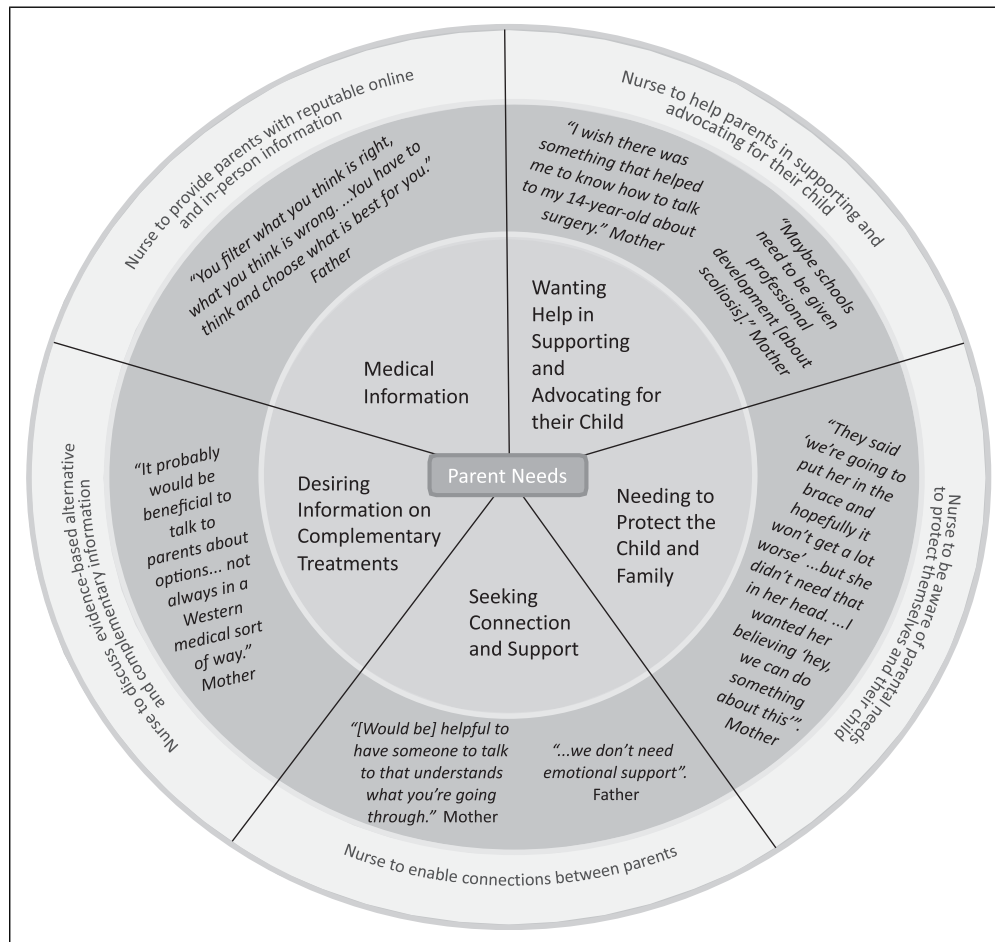 Nurse to provide parents with reputable online
and in-person information
"You filter what you think is right,
what you think is wrong. ...You have to
think and choose what is best for you."
Father
Medical
Information
Nurse to help parents in supporting and
advocating for their child
"I wish there was
something that helped
me to know how to talk
to my 14-year-old about
surgery." Mother
"Maybe schools
need to be given
professional
development [about
scoliosis]." Mother
Wanting
Help in
Supporting
and
Advocating for
their Child
Parent Needs
Needing to
Protect the
Child and
Family
"They said
'we're going to
put her in the
brace and
hopefully it
won't get a lot
worse' ...but she
didn't need that
in her head. ...I
wanted her
believing 'hey,
we can do
something
about this'".
Mother
Nurse to be aware of parental needs
to protect themselves and their child
Seeking
Connection
and Support
"[Would be] helpful to
have someone to talk
to that understands
what you're going
through." Mother
"...we don't need
emotional support".
Father
Nurse to enable connections between parents
Desiring
Information on
Complementary
Treatments
"It probably
would be
beneficial to
talk to
parents about
options... not
always in a
Western
medical sort
of way."
Mother
Nurse to discuss evidence-based alternative
and complementary information